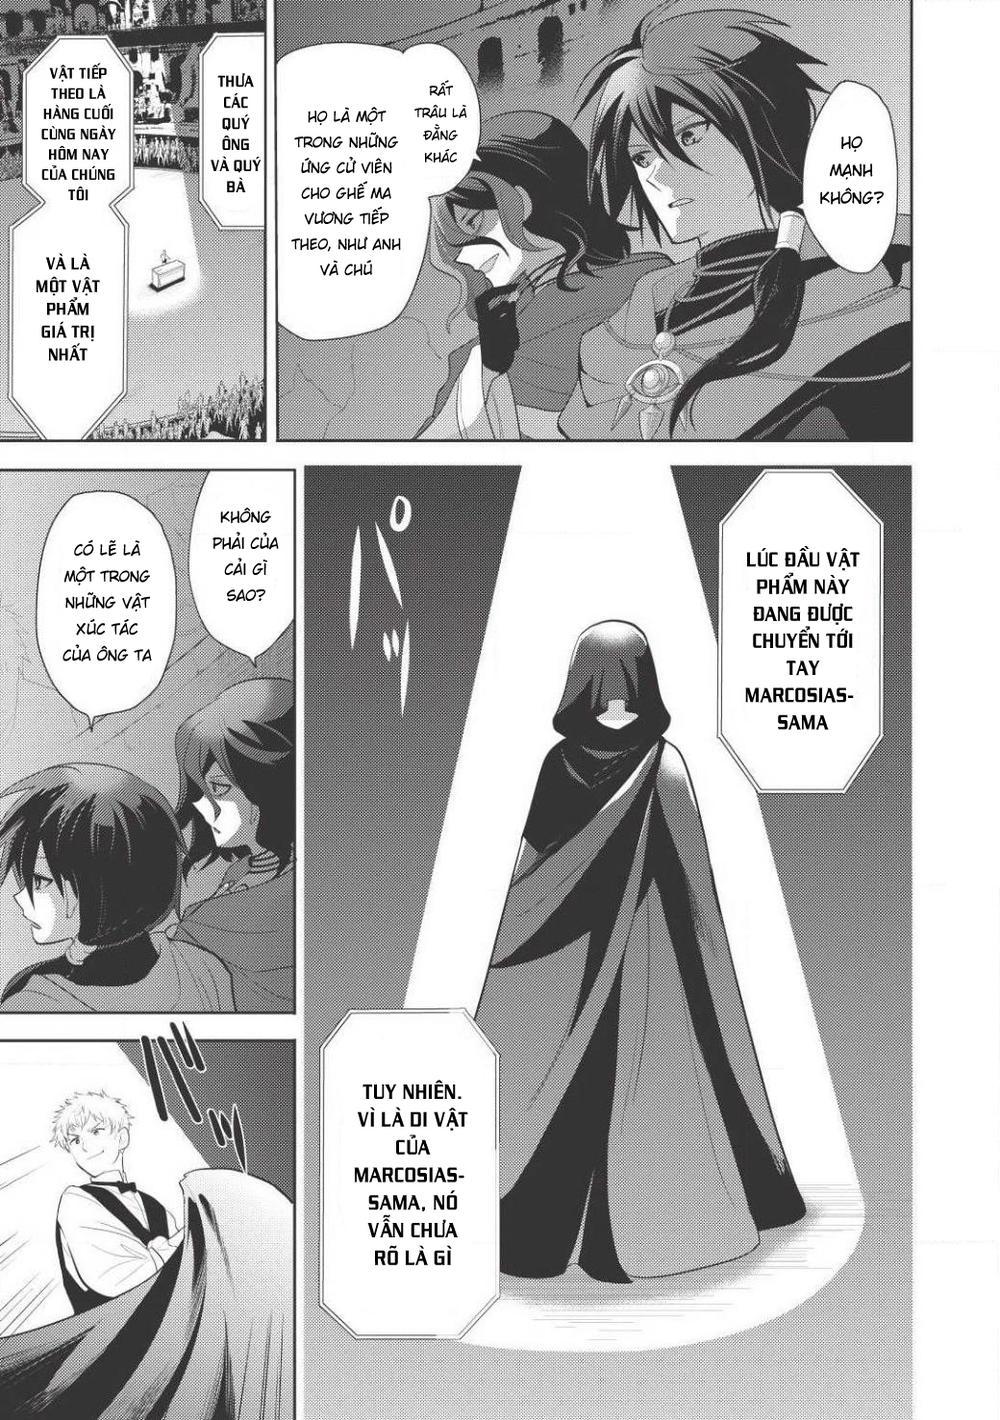 HỌ
MẠNH
KHÔNG?
RẤT
TRÂU LÀ
ĐẰNG
KHÁC
HỌ LÀ MỘT
TRONG NHỮNG
ỨNG CỬ VIÊN
CHO GHẾ MA
VƯƠNG TIẾP
THEO, NHƯ ANH
VÀ CHÚ
THƯA
CÁC
QUÝ
ÔNG
VÀ QUÝ
BÀ
VẬT TIẾP
THEO LÀ
HÀNG CUỐI
CÙNG NGÀY
HÔM NAY
CỦA CHÚNG
TÔI
VÀ LÀ
MỘT VẬT
PHẨM
GIÁ TRỊ
NHẤT
LÚC ĐẦU VẬT
PHẨM NÀY
ĐANG ĐƯỢC
CHUYỂN TỚI
TAY
MARCOSIAS-
SAMA
TUY NHIÊN.
VÌ LÀ DI VẬT
CỦA
MARCOSIAS-
SAMA, NÓ
VẪN CHƯA
RÕ LÀ GÌ
KHÔNG
PHẢI CỦA
CẢI GÌ
SAO?
CÓ LẼ LÀ
MỘT TRONG
NHỮNG VẬT
XÚC TÁC
CỦA ÔNG TA